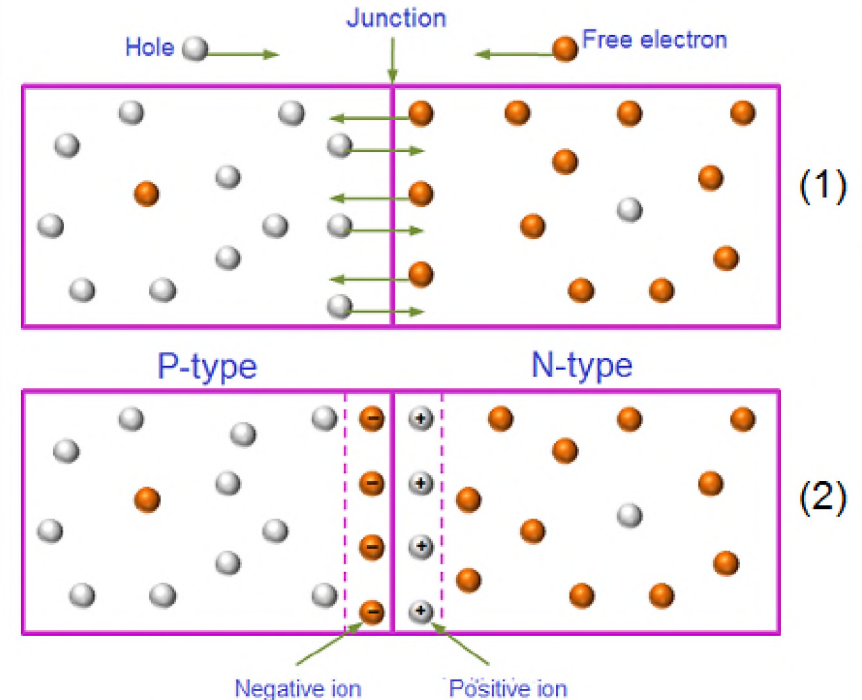 Junction
Hole
Free electron
(1)
P-type
N-type
(2)
Negative ion
Positive ion